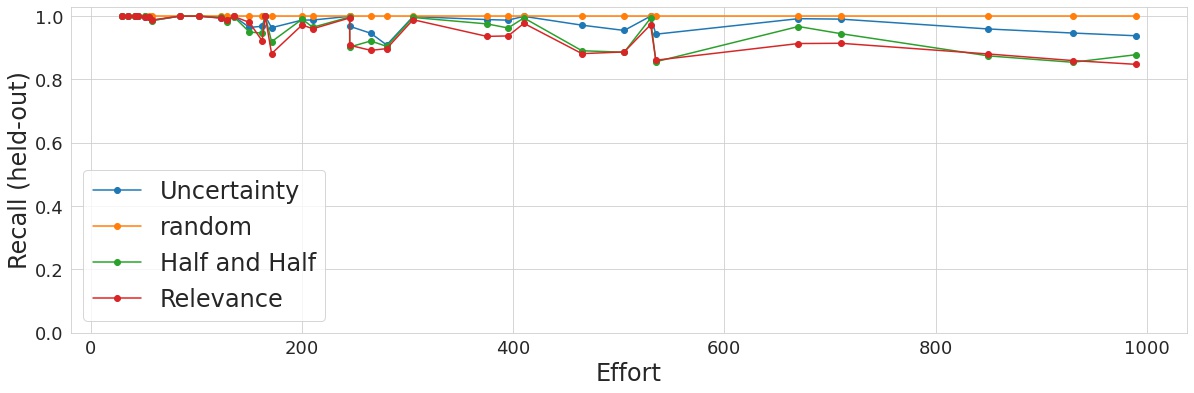 1.0
0.8
0.6
0.4
0.2
0.0
Recall (held-out)
Uncertainty
random
Half and Half
Relevance
0 200 400 600 800 1000
Effort